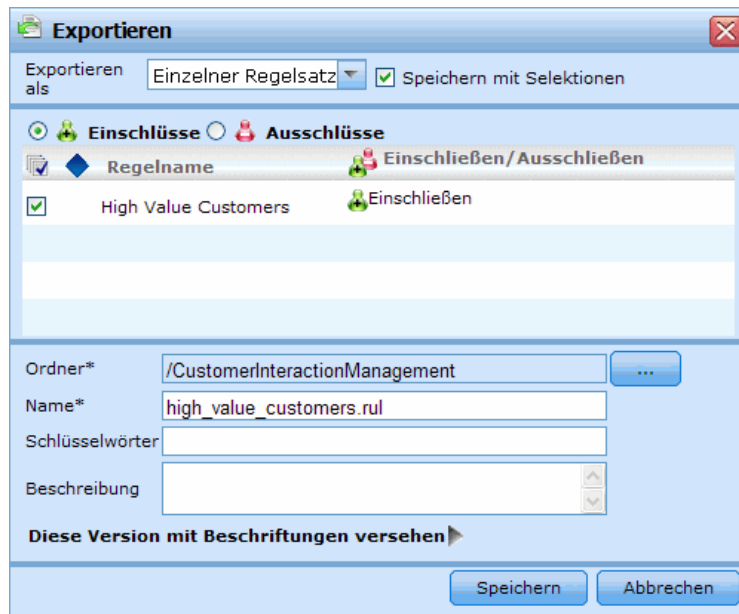 Exportieren
Exportieren als Einzelner Regelsatz Speichern mit Selektionen
Einschlüsse Ausschlüsse
Regelname Einschließen/Ausschließen
High Value Customers Einschließen
Ordner* /CustomerInteractionManagement ...
Name* high_value_customers.rul
Schlüsselwörter
Beschreibung
Diese Version mit Beschriftungen versehen
Speichern Abbrechen